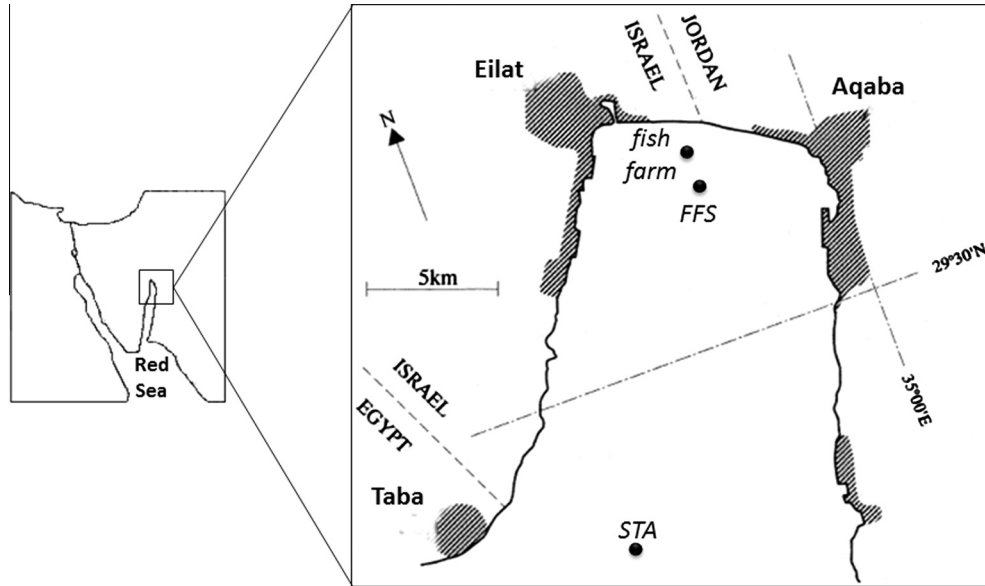 Red
Sea
Eilat
ISRAEL
JORDAN
Aqaba
N
fish
farm
FFS
5km
29°30'N
35°00'E
ISRAEL
EGYPT
Taba
STA